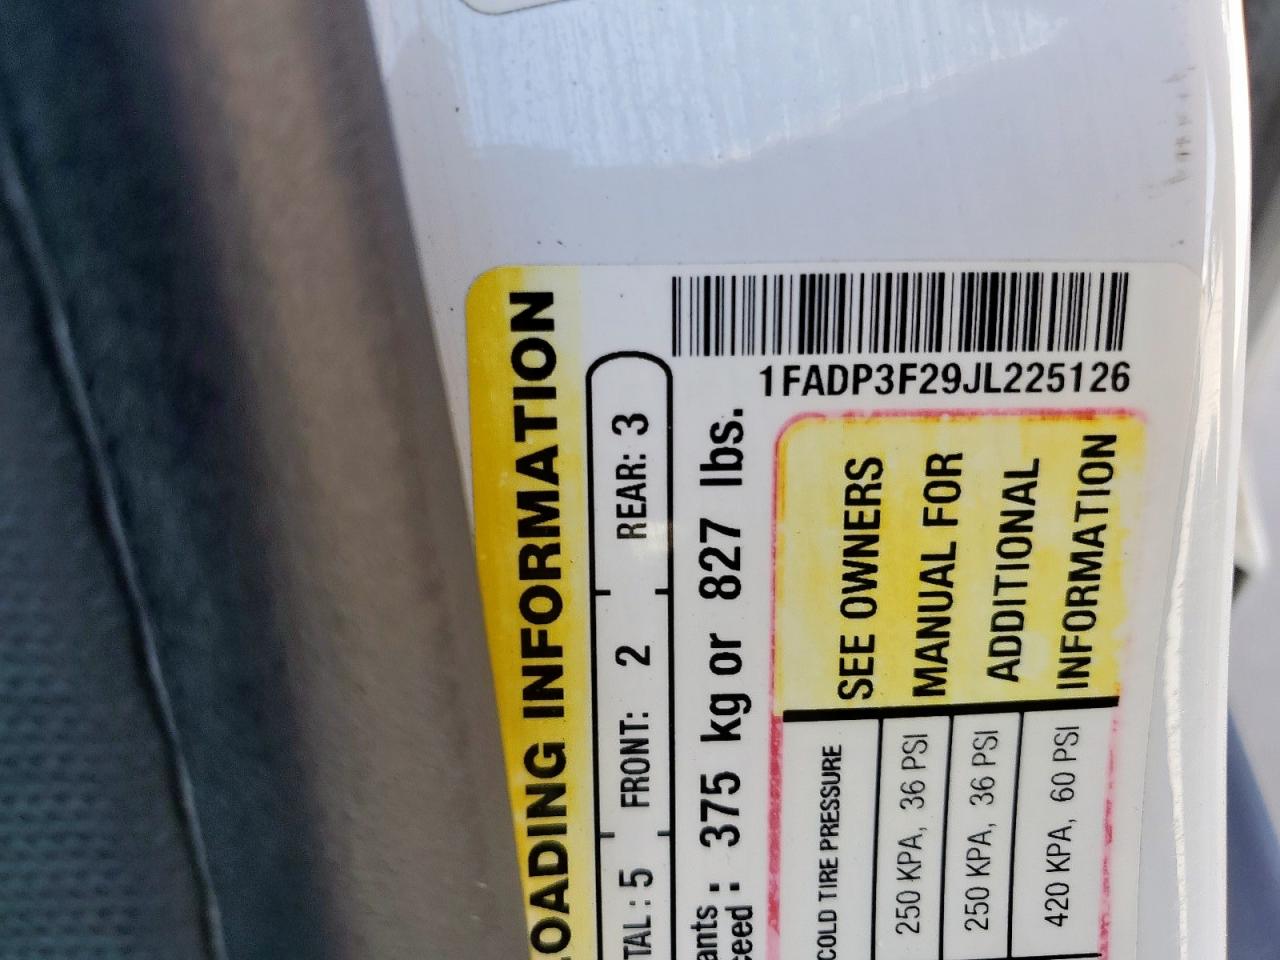 1FADP3F29JL225126
LOADING INFORMATION
TAL : 5 FRONT: 2 REAR: 3
ants :
ceed : 375 kg or 827 lbs.
COLD TIRE PRESSURE
250 KPA, 36 PSI
250 KPA, 36 PSI
420 KPA, 60 PSI
SEE OWNERS
MANUAL FOR
ADDITIONAL
INFORMATION